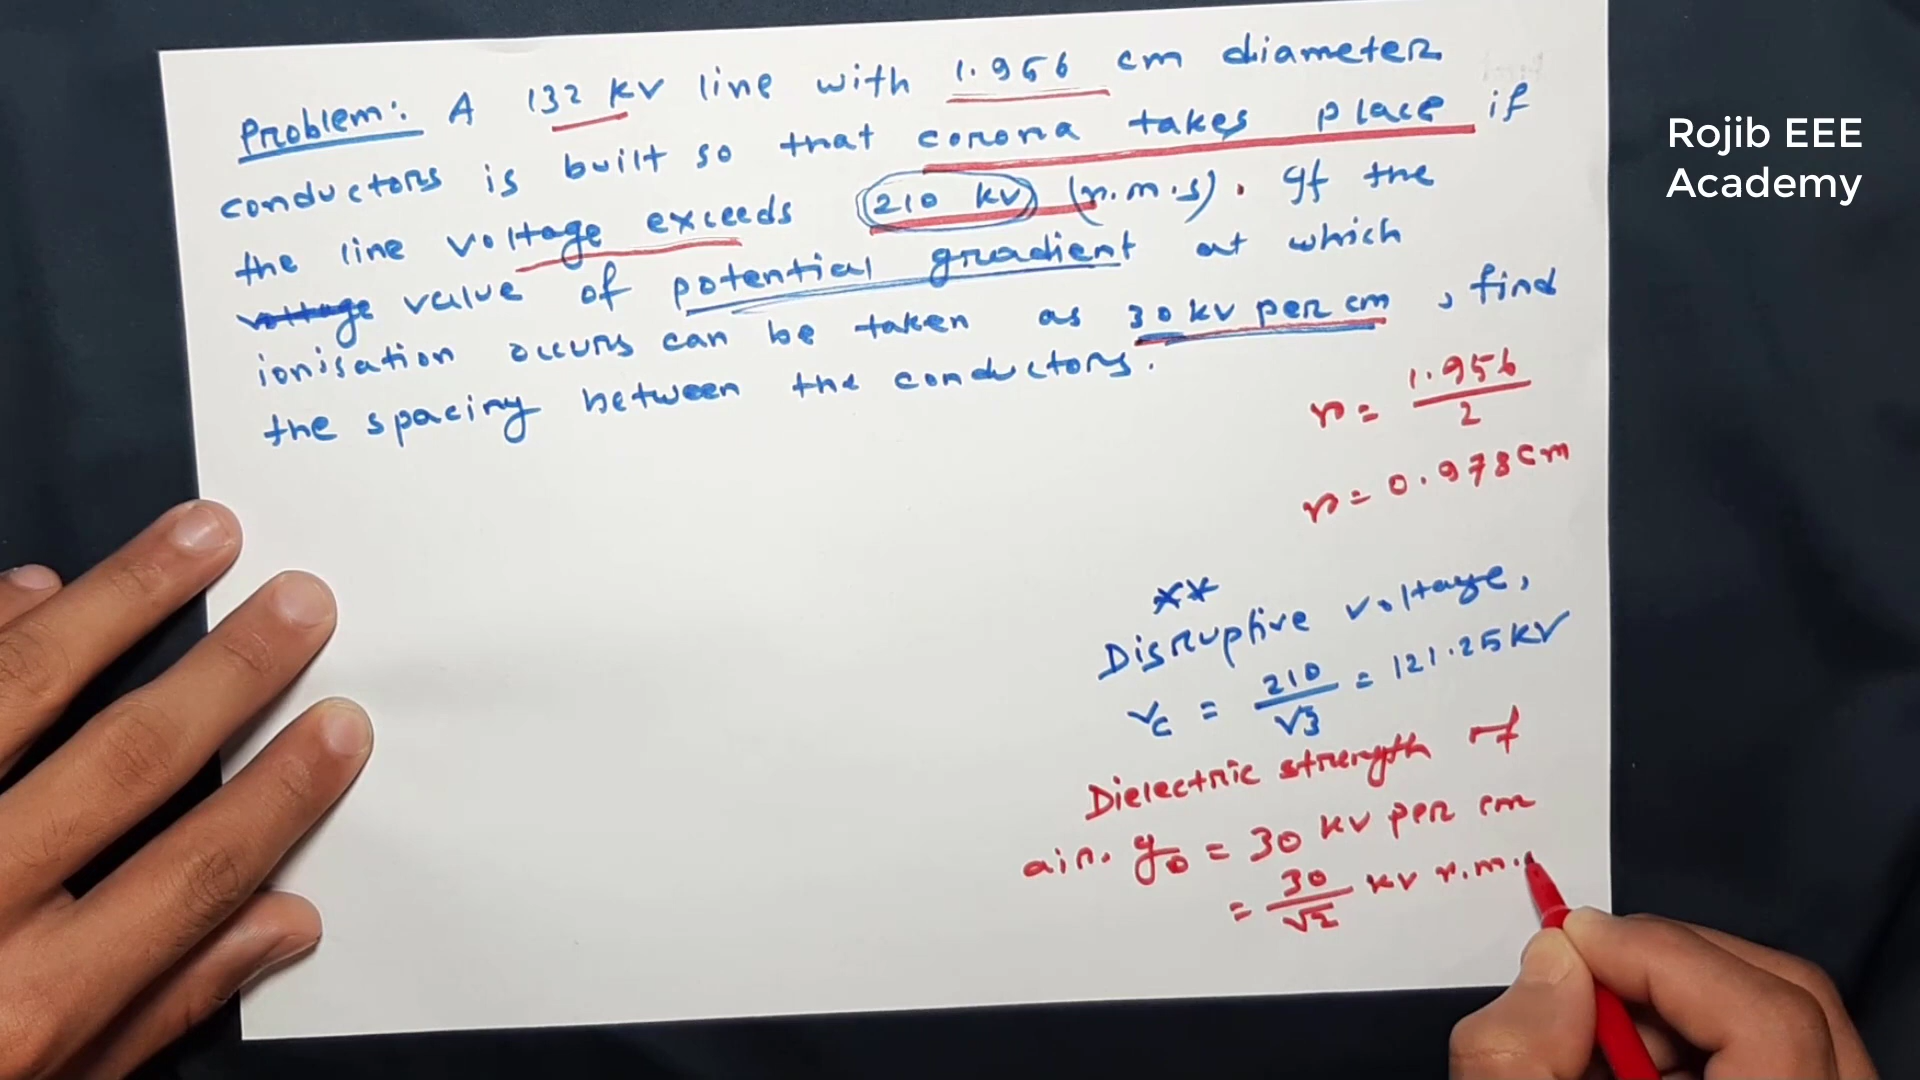 Problem: A 132 KV line with 1.956 cm diameter
conductors is built so that corona takes place if
the line voltage exceeds 210 kV (r.m.s). If the
voltage value of potential gradient at which
ionisation occurs can be taken as 30 kv per cm, find
the spacing between the conductors.
r = 1.956 / 2
r = 0.978 cm
**
Disruptive voltage,
Vc = 210 / √3 = 121.25 KV
Dielectric strength of
air. g0 = 30 kv per cm
= 30 / √2 kv r.m.s
Rojib EEE
Academy